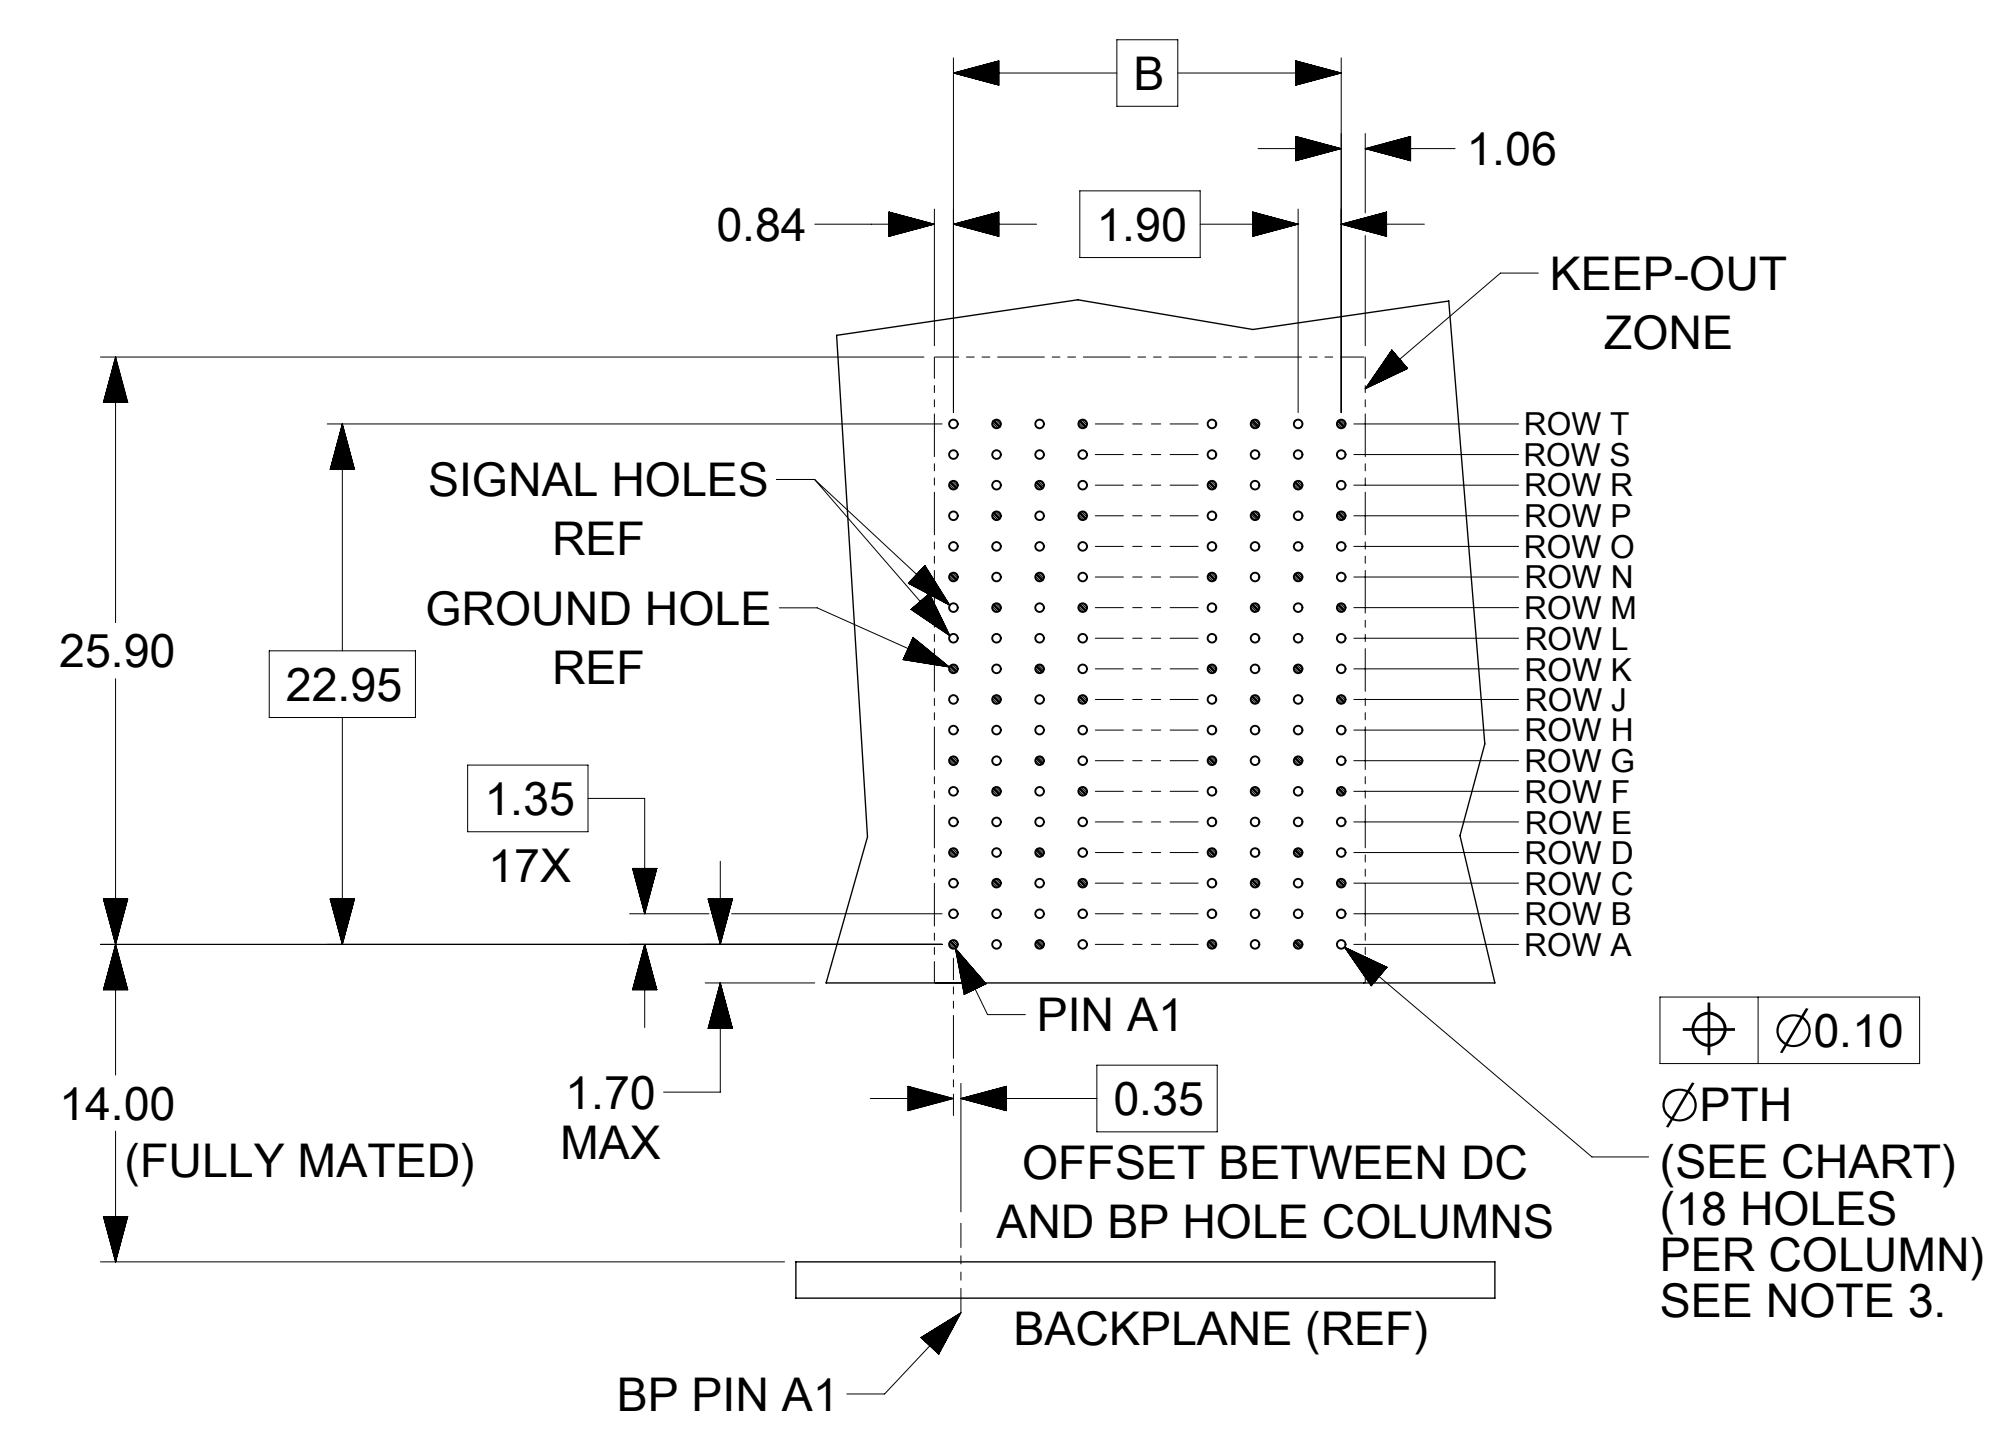 B
1.06
0.84
1.90
KEEP-OUT
ZONE
ROW T
ROW S
ROW R
ROW P
ROW O
ROW N
ROW M
ROW L
ROW K
ROW J
ROW H
ROW G
ROW F
ROW E
ROW D
ROW C
ROW B
ROW A
SIGNAL HOLES
REF
GROUND HOLE
REF
25.90
22.95
1.35
17X
PIN A1
14.00
(FULLY MATED)
1.70
MAX
0.35
OFFSET BETWEEN DC
AND BP HOLE COLUMNS
⌖ ∅0.10
∅PTH
(SEE CHART)
(18 HOLES
PER COLUMN)
SEE NOTE 3.
BACKPLANE (REF)
BP PIN A1